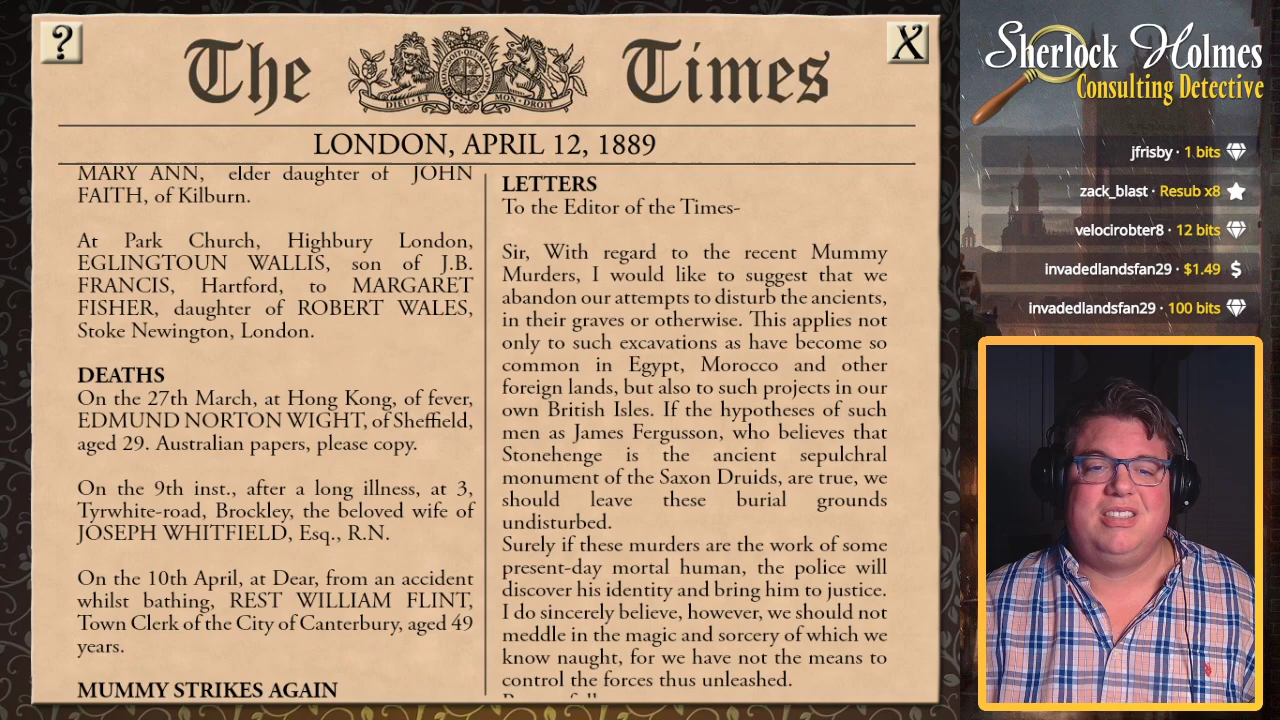 ?
The Times
X
DIEU · ET MON · DROIT
LONDON, APRIL 12, 1889
MARY ANN, elder daughter of JOHN
FAITH, of Kilburn.
At Park Church, Highbury London,
EGLINGTOUN WALLIS, son of J.B.
FRANCIS, Hartford, to MARGARET
FISHER, daughter of ROBERT WALES,
Stoke Newington, London.
DEATHS
On the 27th March, at Hong Kong, of fever,
EDMUND NORTON WIGHT, of Sheffield,
aged 29. Australian papers, please copy.
On the 9th inst., after a long illness, at 3,
Tyrwhite-road, Brockley, the beloved wife of
JOSEPH WHITFIELD, Esq., R.N.
On the 10th April, at Dear, from an accident
whilst bathing, REST WILLIAM FLINT,
Town Clerk of the City of Canterbury, aged 49
years.
MUMMY STRIKES AGAIN
LETTERS
To the Editor of the Times-
Sir, With regard to the recent Mummy
Murders, I would like to suggest that we
abandon our attempts to disturb the ancients,
in their graves or otherwise. This applies not
only to such excavations as have become so
common in Egypt, Morocco and other
foreign lands, but also to such projects in our
own British Isles. If the hypotheses of such
men as James Fergusson, who believes that
Stonehenge is the ancient sepulchral
monument of the Saxon Druids, are true, we
should leave these burial grounds
undisturbed.
Surely if these murders are the work of some
present-day mortal human, the police will
discover his identity and bring him to justice.
I do sincerely believe, however, we should not
meddle in the magic and sorcery of which we
know naught, for we have not the means to
control the forces thus unleashed.
Sherlock Holmes
Consulting Detective
jfrisby · 1 bits
zack_blast · Resub x8
velocirobter8 · 12 bits
invadedlandsfan29 · $1.49 $
invadedlandsfan29 · 100 bits